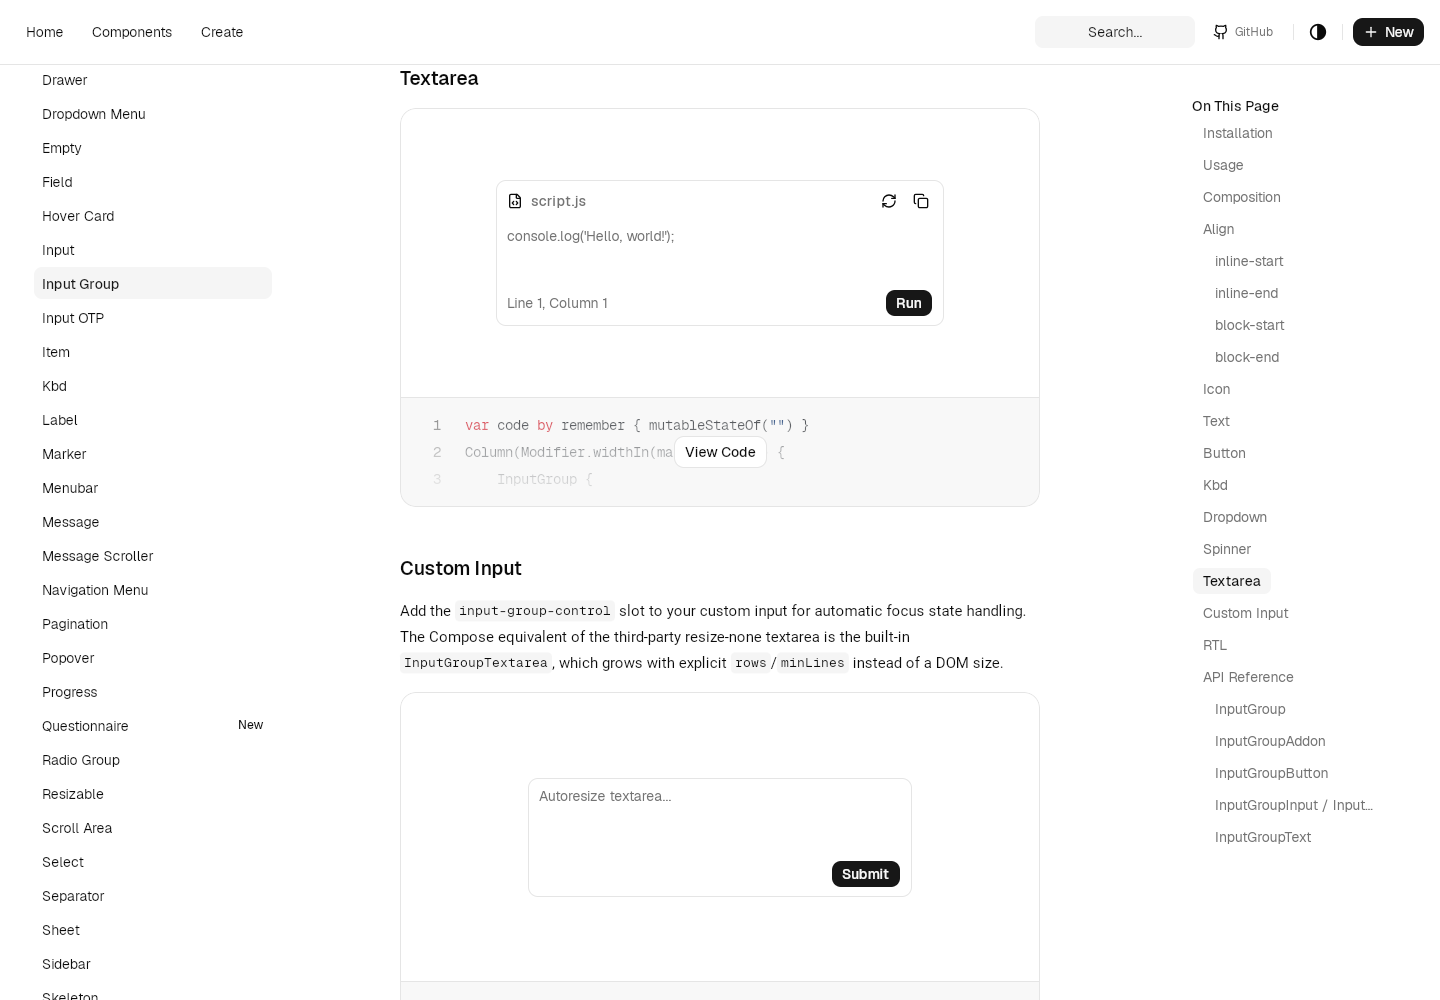 Home
Components
Create
Search...
GitHub
New
Drawer
Dropdown Menu
Empty
Field
Hover Card
Input
Input Group
Input OTP
Item
Kbd
Label
Marker
Menubar
Message
Message Scroller
Navigation Menu
Pagination
Popover
Progress
Questionnaire New
Radio Group
Resizable
Scroll Area
Select
Separator
Sheet
Sidebar
Skeleton
Textarea
script.js
console.log('Hello, world!');
Line 1, Column 1
Run
1 var code by remember { mutableStateOf("") }
2 Column(Modifier.widthIn(ma {
View Code
3 InputGroup {
Custom Input
Add the input-group-control slot to your custom input for automatic focus state handling.
The Compose equivalent of the third-party resize-none textarea is the built-in
InputGroupTextarea, which grows with explicit rows/minLines instead of a DOM size.
Autoresize textarea...
Submit
On This Page
Installation
Usage
Composition
Align
inline-start
inline-end
block-start
block-end
Icon
Text
Button
Kbd
Dropdown
Spinner
Textarea
Custom Input
RTL
API Reference
InputGroup
InputGroupAddon
InputGroupButton
InputGroupInput / Input...
InputGroupText